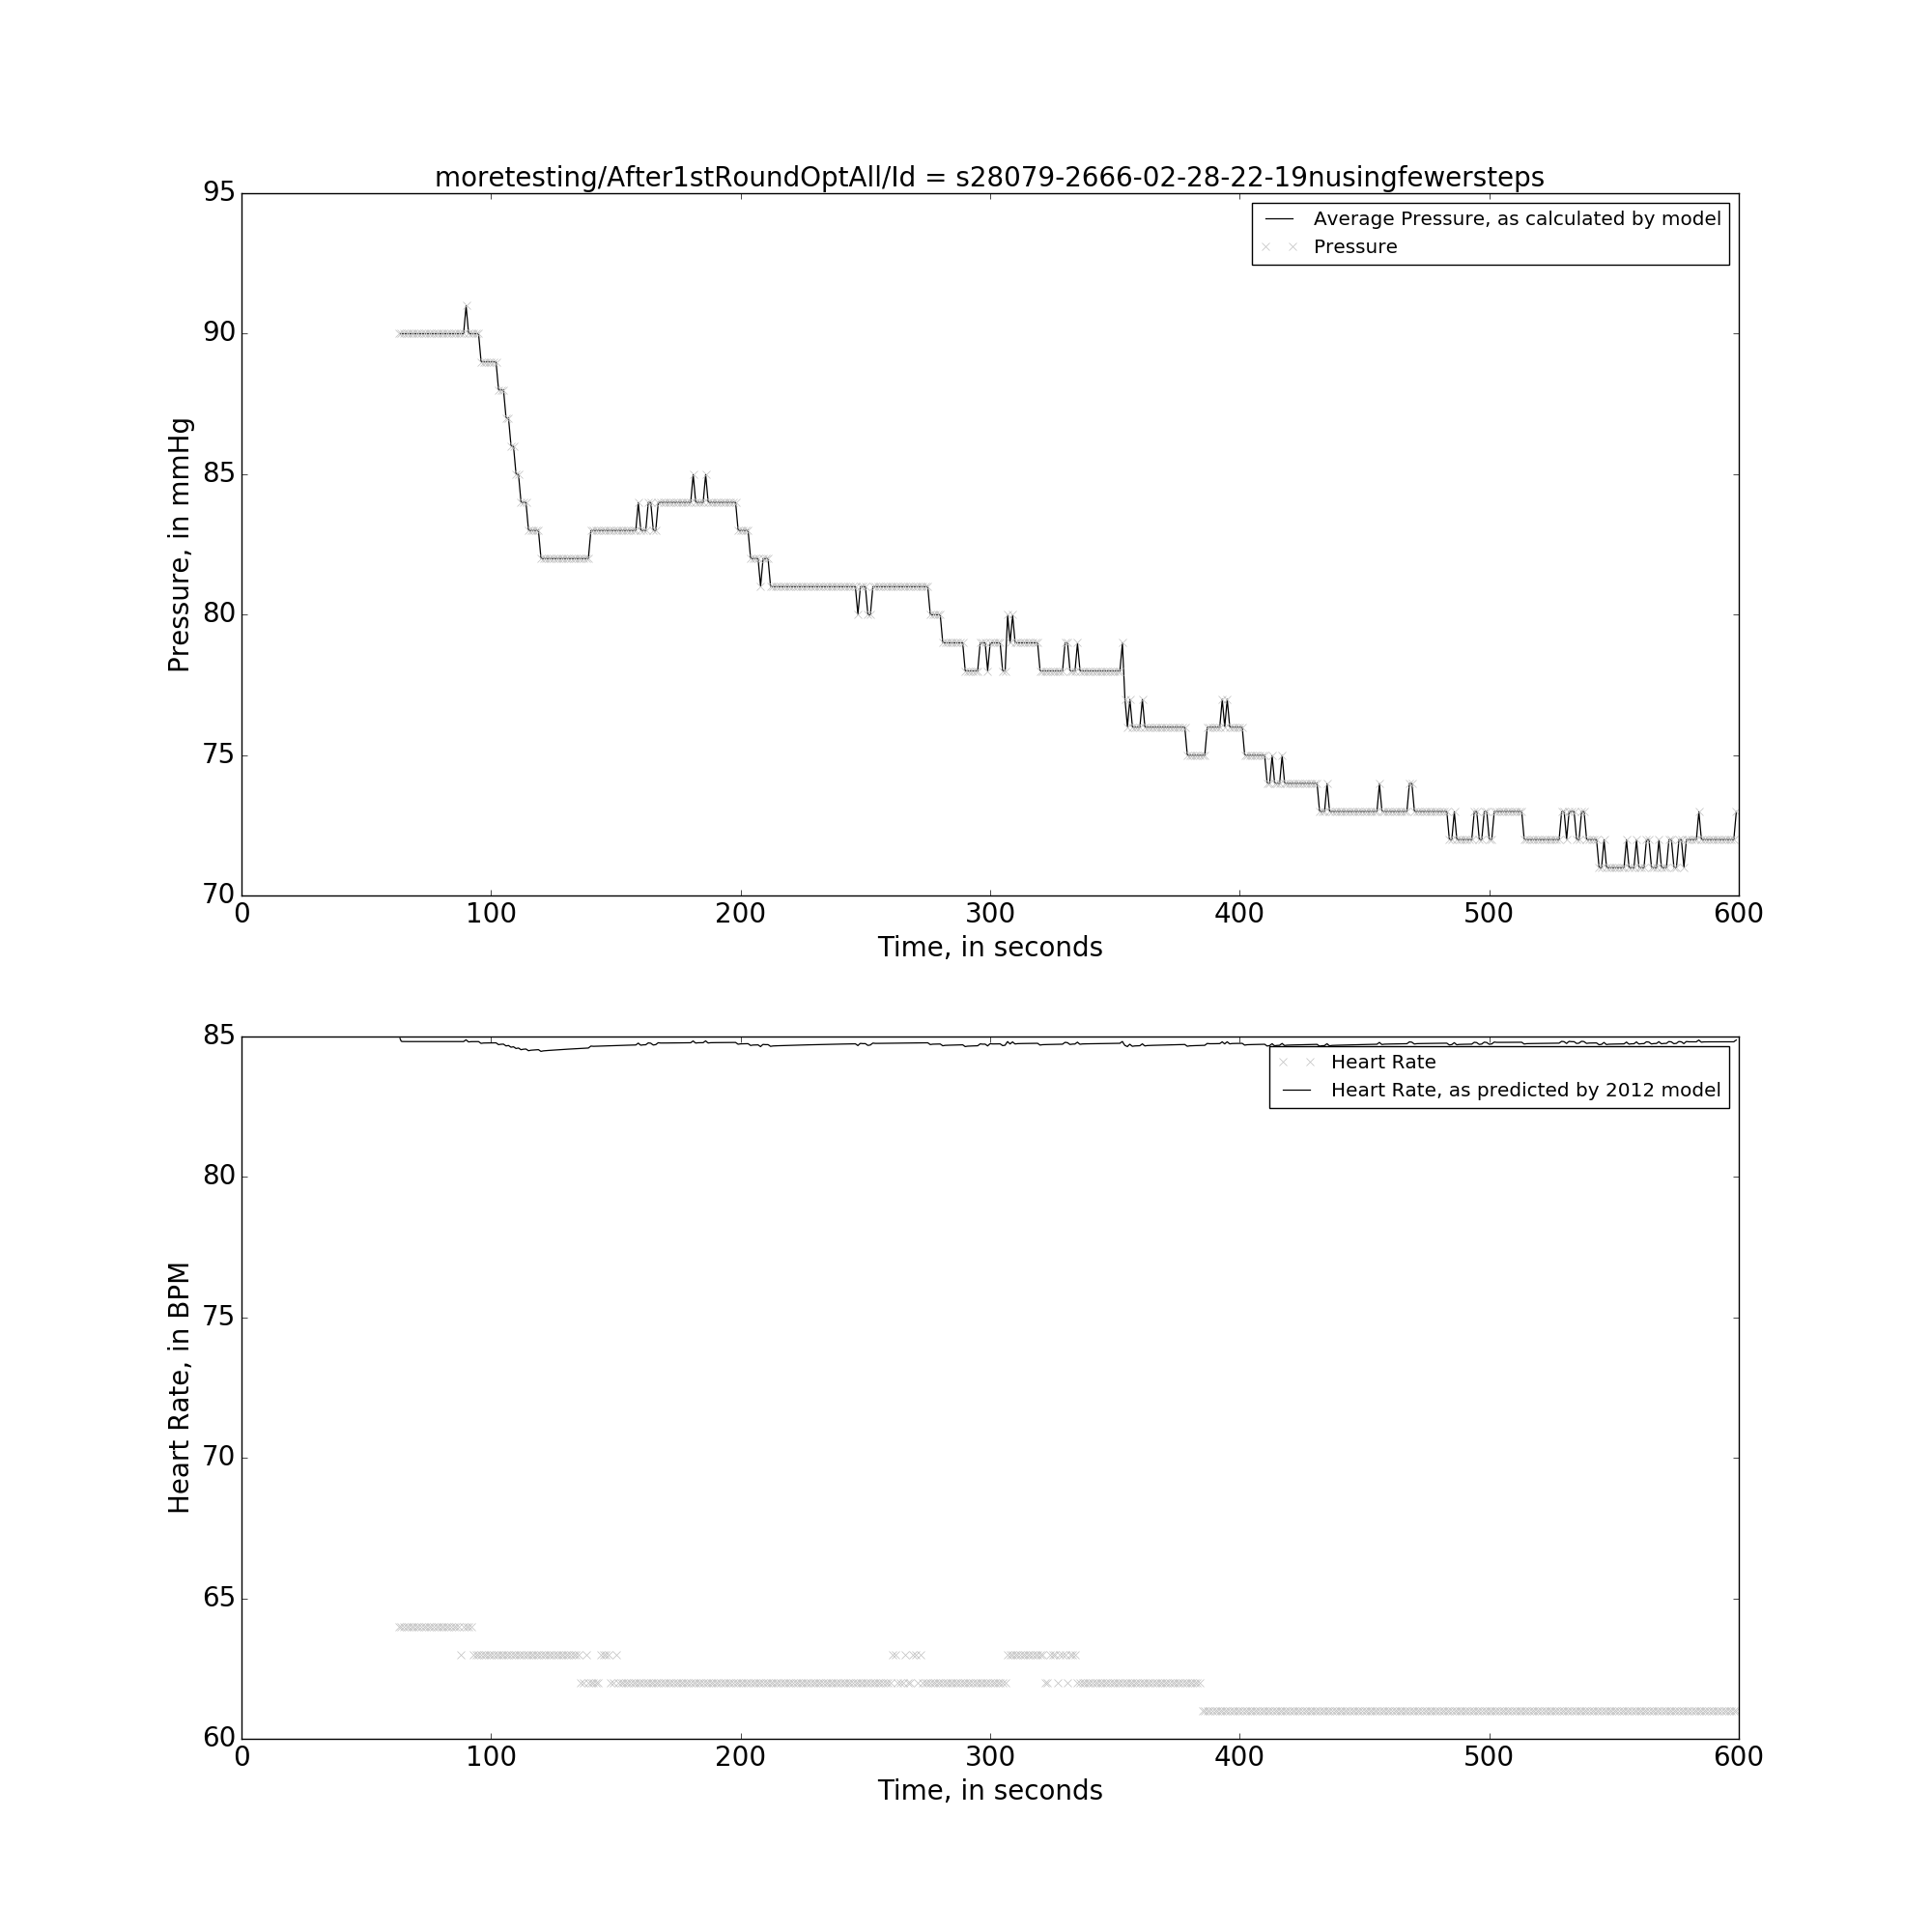 moretesting/After1stRoundOptAll/Id = s28079-2666-02-28-22-19nusingfewersteps
95
90
85
80
75
70
Pressure, in mmHg
Average Pressure, as calculated by model
Pressure
0 100 200 300 400 500 600
Time, in seconds
85
80
75
70
65
60
Heart Rate, in BPM
Heart Rate
Heart Rate, as predicted by 2012 model
0 100 200 300 400 500 600
Time, in seconds